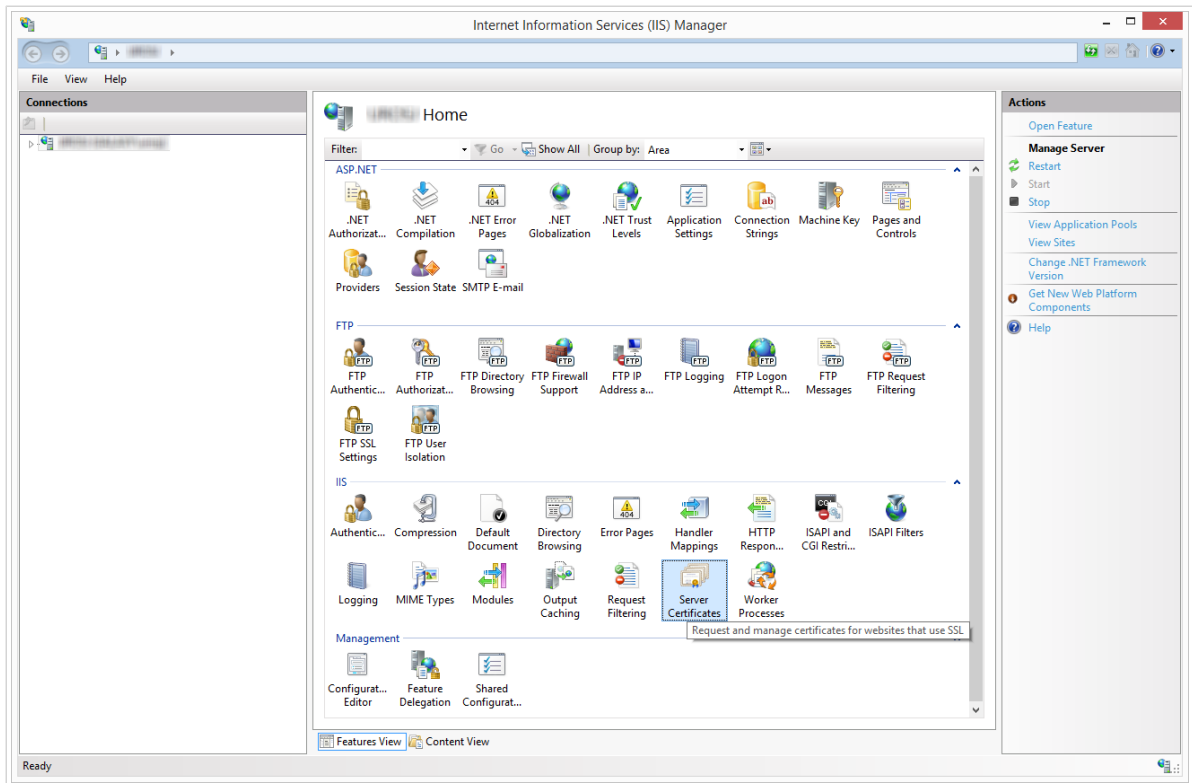 Internet Information Services (IIS) Manager
File View Help
Connections
Home
Filter: Go Show All Group by: Area
ASP.NET
.NET Authorizat...
.NET Compilation
.NET Error Pages
.NET Globalization
.NET Trust Levels
Application Settings
Connection Strings
Machine Key
Pages and Controls
Providers
Session State
SMTP E-mail
FTP
FTP Authentic...
FTP Authorizat...
FTP Directory Browsing
FTP Firewall Support
FTP IP Address a...
FTP Logging
FTP Logon Attempt R...
FTP Messages
FTP Request Filtering
FTP SSL Settings
FTP User Isolation
IIS
Authentic...
Compression
Default Document
Directory Browsing
Error Pages
Handler Mappings
HTTP Respon...
ISAPI and CGI Restri...
ISAPI Filters
Logging
MIME Types
Modules
Output Caching
Request Filtering
Server Certificates
Worker Processes
Request and manage certificates for websites that use SSL
Management
Configurat... Editor
Feature Delegation
Shared Configurat...
Features View Content View
Actions
Open Feature
Manage Server
Restart
Start
Stop
View Application Pools
View Sites
Change .NET Framework
Version
Get New Web Platform
Components
Help
Ready